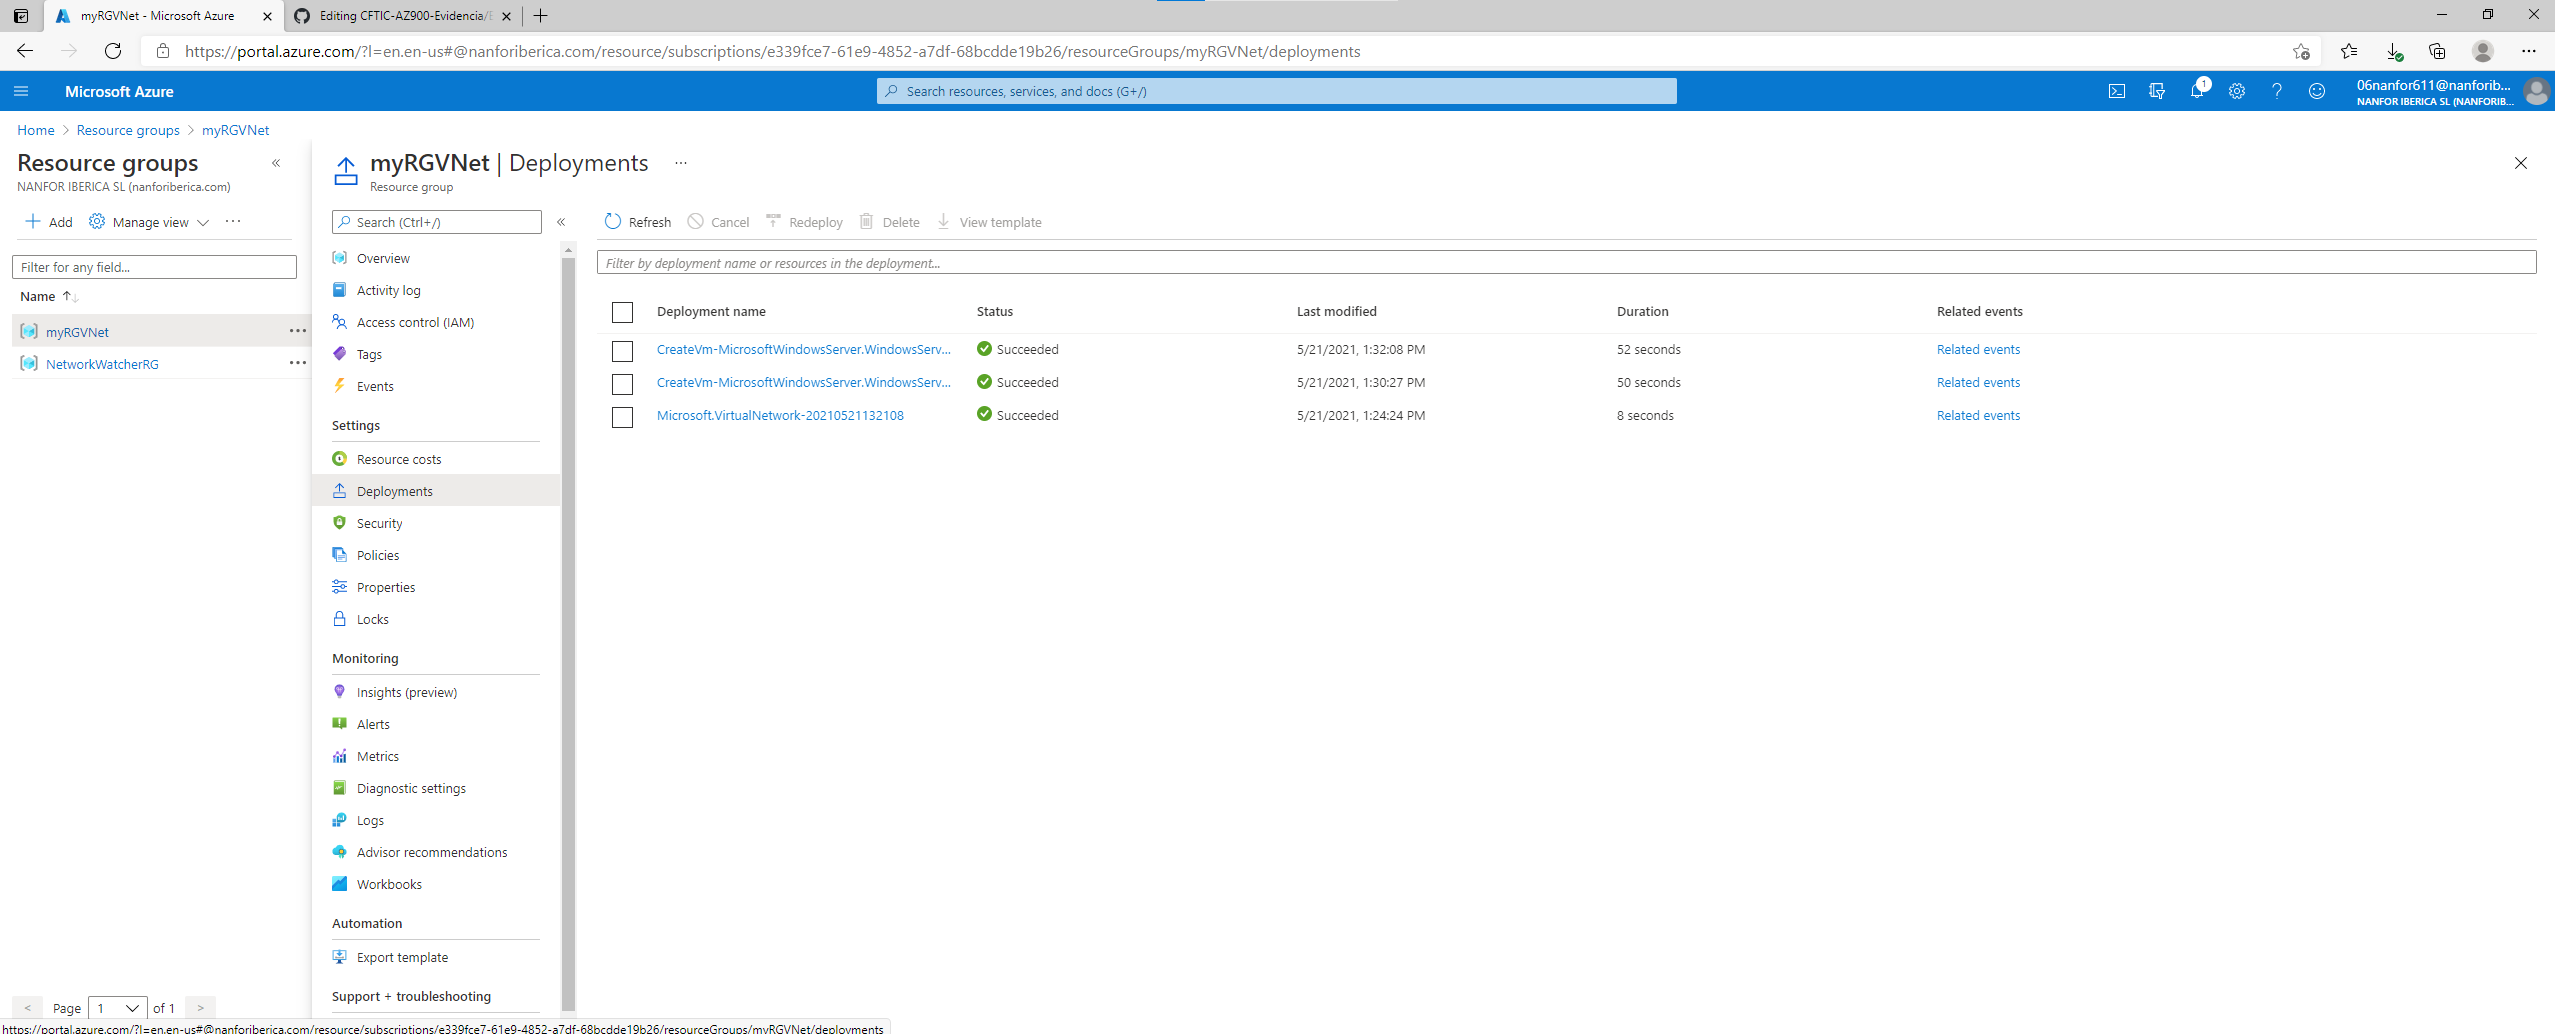 myRGVNet - Microsoft Azure
Editing CFTIC-AZ900-Evidencia/E
https://portal.azure.com/?l=en.en-us#@nanforiberica.com/resource/subscriptions/e339fce7-61e9-4852-a7df-68bcdde19b26/resourceGroups/myRGVNet/deployments
Microsoft Azure
Search resources, services, and docs (G+/)
1
06nanfor611@nanforib...
NANFOR IBERICA SL (NANFORIB...
Home > Resource groups > myRGVNet
Resource groups
NANFOR IBERICA SL (nanforiberica.com)
Add
Manage view
Filter for any field...
Name
myRGVNet
NetworkWatcherRG
< Page 1 of 1 >
myRGVNet | Deployments
Resource group
Search (Ctrl+/)
Overview
Activity log
Access control (IAM)
Tags
Events
Settings
Resource costs
Deployments
Security
Policies
Properties
Locks
Monitoring
Insights (preview)
Alerts
Metrics
Diagnostic settings
Logs
Advisor recommendations
Workbooks
Automation
Export template
Support + troubleshooting
Refresh Cancel Redeploy Delete View template
Filter by deployment name or resources in the deployment...
Deployment name Status Last modified Duration Related events
CreateVm-MicrosoftWindowsServer.WindowsServ... Succeeded 5/21/2021, 1:32:08 PM 52 seconds Related events
CreateVm-MicrosoftWindowsServer.WindowsServ... Succeeded 5/21/2021, 1:30:27 PM 50 seconds Related events
Microsoft.VirtualNetwork-20210521132108 Succeeded 5/21/2021, 1:24:24 PM 8 seconds Related events
https://portal.azure.com/?l=en.en-us#@nanforiberica.com/resource/subscriptions/e339fce7-61e9-4852-a7df-68bcdde19b26/resourceGroups/myRGVNet/deployments